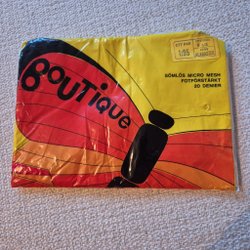 BOUTIQUE
SÖMLÖS MICRO MESH
FOTFÖRSTÄRKT
20 DENIER